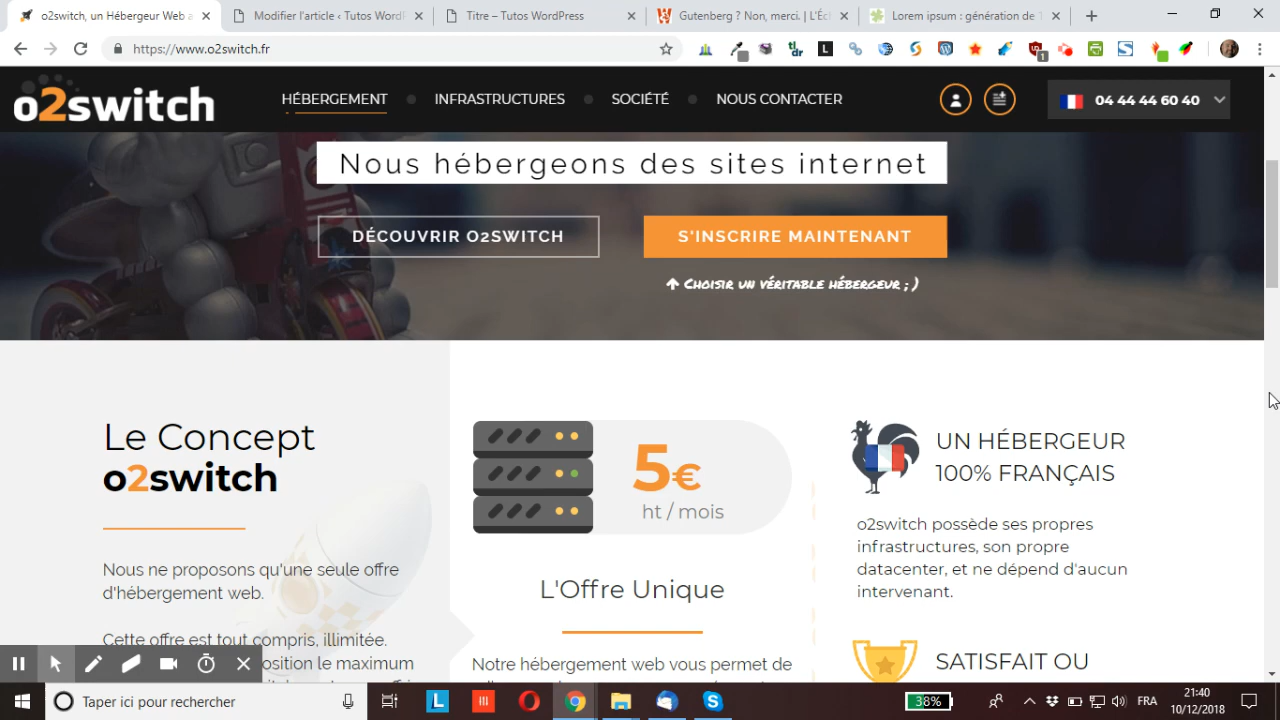 o2switch, un Hébergeur Web a
Modifier l'article ‹ Tutos WordP
Titre – Tutos WordPress
Gutenberg ? Non, merci. | L'Éc
Lorem ipsum : génération de
https://www.o2switch.fr
o2switch
HÉBERGEMENT
INFRASTRUCTURES
SOCIÉTÉ
NOUS CONTACTER
04 44 44 60 40
Nous hébergeons des sites internet
DÉCOUVRIR O2SWITCH
S'INSCRIRE MAINTENANT
Choisir un véritable hébergeur ; )
Le Concept
o2switch
Nous ne proposons qu'une seule offre
d'hébergement web.
Cette offre est tout compris, illimitée.
position le maximum
5€
ht / mois
L'Offre Unique
Notre hébergement web vous permet de
UN HÉBERGEUR
100% FRANÇAIS
o2switch possède ses propres
infrastructures, son propre
datacenter, et ne dépend d'aucun
intervenant.
SATISFAIT OU
Taper ici pour rechercher
38%
FRA
21:40
10/12/2018